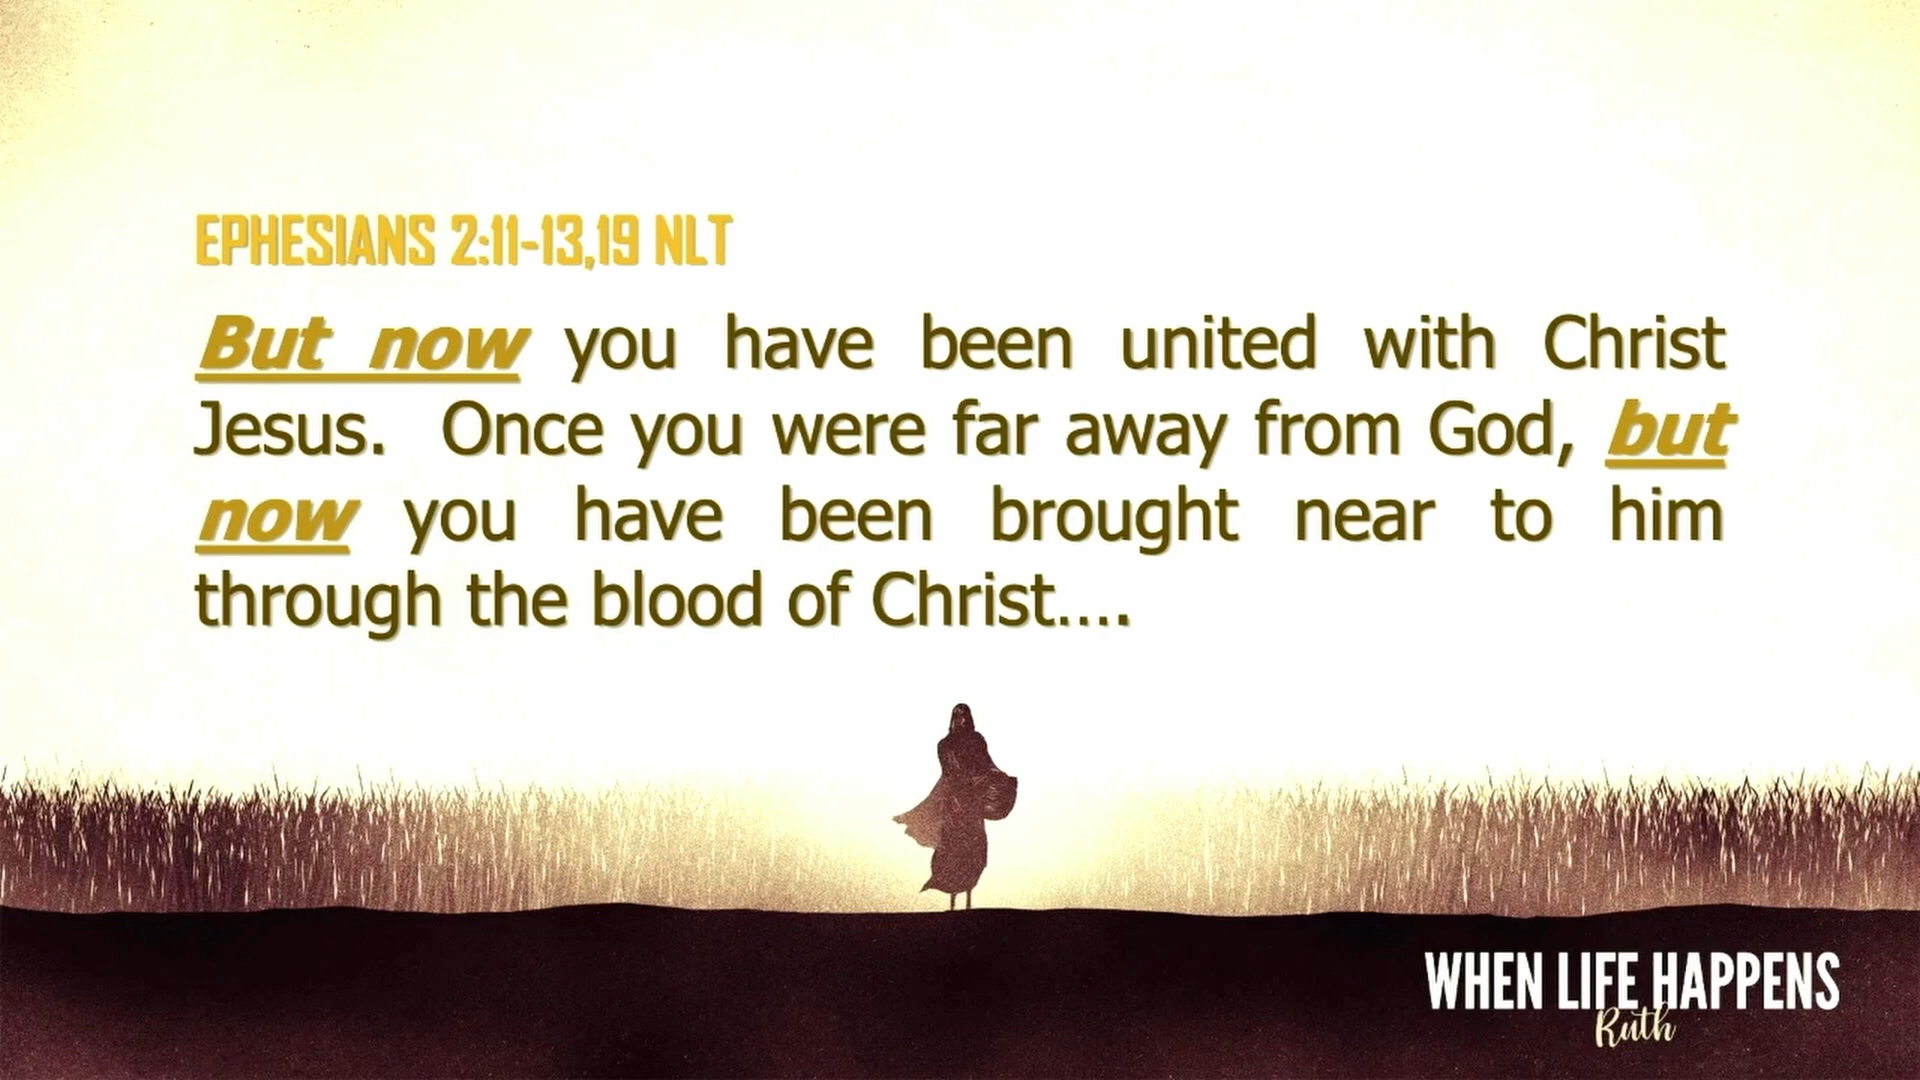 EPHESIANS 2:11-13,19 NLT
But now you have been united with Christ
Jesus.  Once you were far away from God, but
now you have been brought near to him
through the blood of Christ....
WHEN LIFE HAPPENS
Ruth